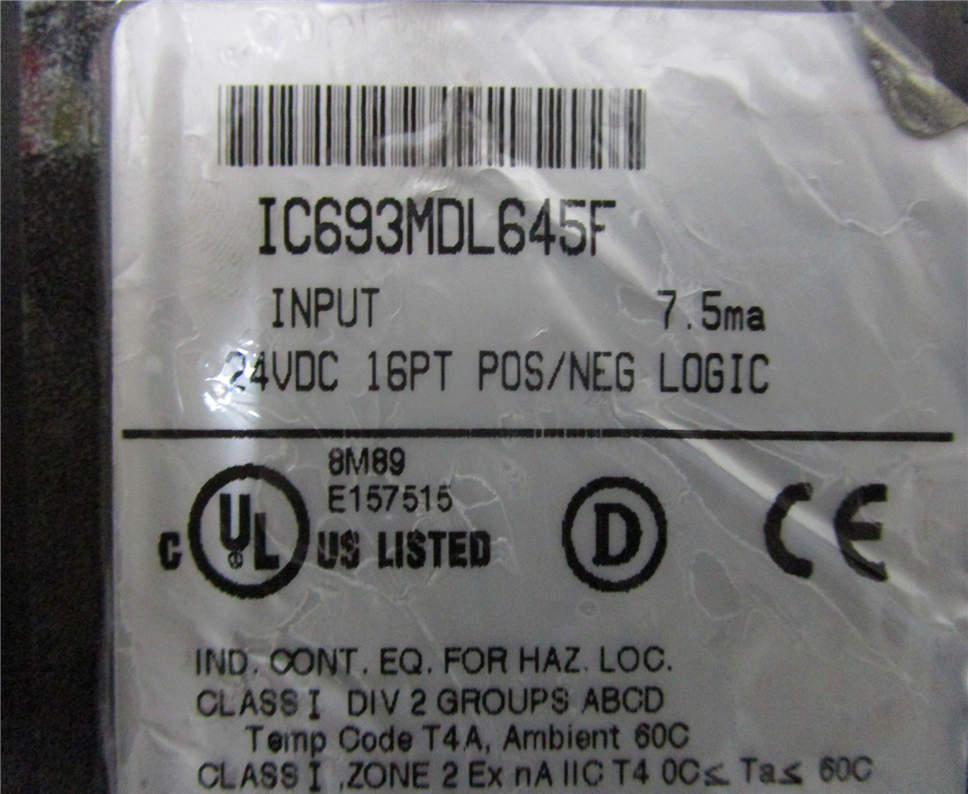 IC693MDL645F
INPUT 7.5ma
24VDC 16PT POS/NEG LOGIC
8M89
E157515
C UL US LISTED
D
CE
IND. CONT. EQ. FOR HAZ. LOC.
CLASS I DIV 2 GROUPS ABCD
Temp Code T4A, Ambient 60C
CLASS I ,ZONE 2 Ex nA IIC T4 0C≤ Ta≤ 60C